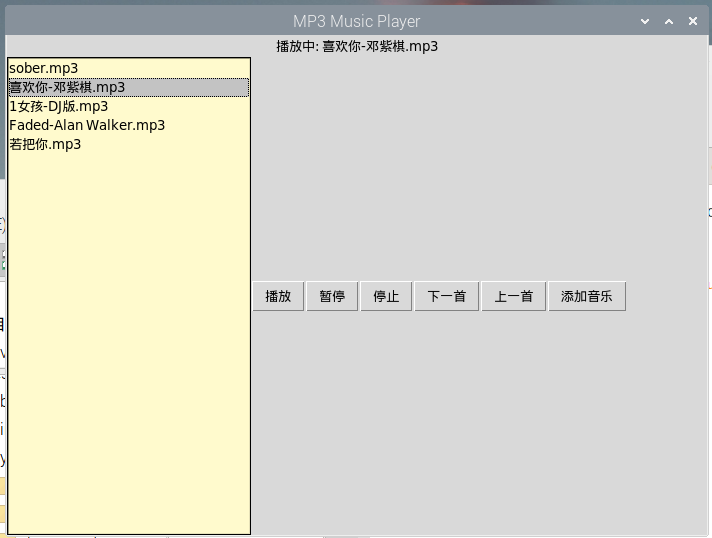 MP3 Music Player
播放中: 喜欢你-邓紫棋.mp3
sober.mp3
喜欢你-邓紫棋.mp3
1女孩-DJ版.mp3
Faded-Alan Walker.mp3
若把你.mp3
播放 暂停 停止 下一首 上一首 添加音乐